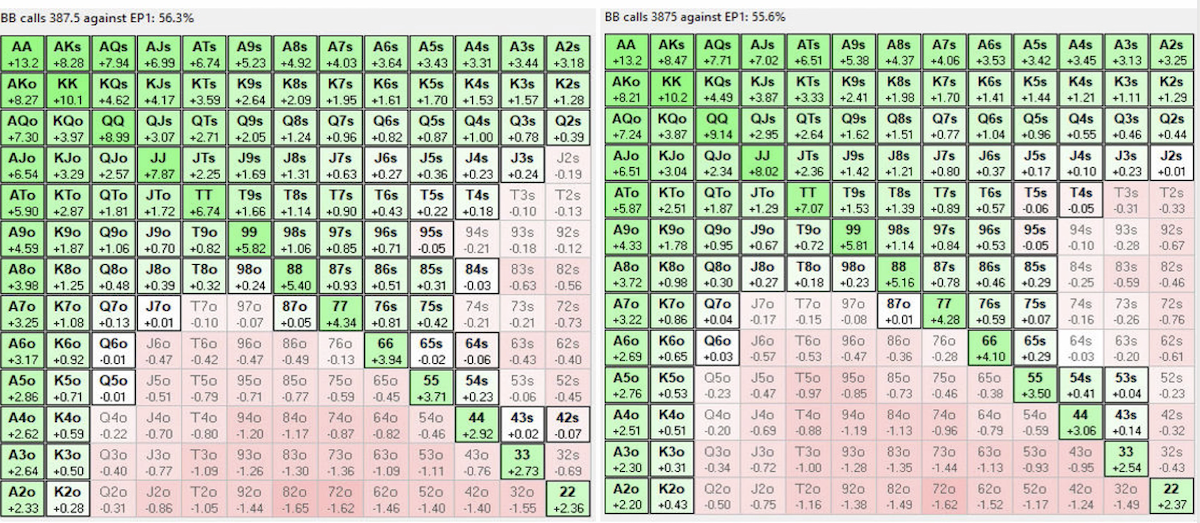 BB calls 387.5 against EP1: 56.3%
AA AKs AQs AJs ATs A9s A8s A7s A6s A5s A4s A3s A2s
+13.2 +8.28 +7.94 +6.99 +6.74 +5.23 +4.92 +4.03 +3.64 +3.43 +3.31 +3.44 +3.18
AKo KK KQs KJs KTs K9s K8s K7s K6s K5s K4s K3s K2s
+8.27 +10.1 +4.62 +4.17 +3.59 +2.64 +2.09 +1.95 +1.61 +1.70 +1.53 +1.57 +1.28
AQo KQo QQ QJs QTs Q9s Q8s Q7s Q6s Q5s Q4s Q3s Q2s
+7.30 +3.97 +8.99 +3.07 +2.71 +2.05 +1.24 +0.96 +0.82 +0.87 +1.00 +0.78 +0.39
AJo KJo QJo JJ JTs J9s J8s J7s J6s J5s J4s J3s J2s
+6.54 +3.29 +2.57 +7.87 +2.25 +1.69 +1.31 +0.63 +0.27 +0.36 +0.23 +0.24 -0.19
ATo KTo QTo JTo TT T9s T8s T7s T6s T5s T4s T3s T2s
+5.90 +2.87 +1.81 +1.72 +6.74 +1.66 +1.14 +0.90 +0.43 +0.22 +0.18 -0.10 -0.13
A9o K9o Q9o J9o T9o 99 98s 97s 96s 95s 94s 93s 92s
+4.59 +1.87 +1.06 +0.70 +0.82 +5.82 +1.06 +0.85 +0.71 -0.05 -0.21 -0.18 -0.12
A8o K8o Q8o J8o T8o 98o 88 87s 86s 85s 84s 83s 82s
+3.98 +1.25 +0.48 +0.39 +0.32 +0.24 +5.40 +0.93 +0.51 +0.31 -0.03 -0.63 -0.56
A7o K7o Q7o J7o T7o 97o 87o 77 76s 75s 74s 73s 72s
+3.25 +1.08 +0.13 +0.01 -0.10 -0.07 +0.05 +4.34 +0.81 +0.42 -0.21 -0.21 -0.73
A6o K6o Q6o J6o T6o 96o 86o 76o 66 65s 64s 63s 62s
+3.17 +0.92 -0.01 -0.47 -0.42 -0.47 -0.49 -0.13 +3.94 -0.02 -0.06 -0.43 -0.40
A5o K5o Q5o J5o T5o 95o 85o 75o 65o 55 54s 53s 52s
+2.86 +0.71 -0.01 -0.51 -0.79 -0.71 -0.77 -0.59 -0.45 +3.71 +0.23 -0.06 -0.45
A4o K4o Q4o J4o T4o 94o 84o 74o 64o 54o 44 43s 42s
+2.62 +0.59 -0.22 -0.70 -0.80 -1.20 -1.17 -0.87 -0.82 -0.46 +2.92 +0.02 -0.07
A3o K3o Q3o J3o T3o 93o 83o 73o 63o 53o 43o 33 32s
+2.64 +0.50 -0.40 -0.77 -1.09 -1.26 -1.30 -1.36 -1.09 -1.11 -0.76 +2.73 -0.69
A2o K2o Q2o J2o T2o 92o 82o 72o 62o 52o 42o 32o 22
+2.33 +0.28 -0.31 -0.86 -1.05 -1.44 -1.65 -1.62 -1.46 -1.40 -1.40 -1.55 +2.36
BB calls 3875 against EP1: 55.6%
AA AKs AQs AJs ATs A9s A8s A7s A6s A5s A4s A3s A2s
+13.2 +8.47 +7.71 +7.02 +6.51 +5.38 +4.37 +4.06 +3.53 +3.42 +3.45 +3.13 +3.25
AKo KK KQs KJs KTs K9s K8s K7s K6s K5s K4s K3s K2s
+8.21 +10.2 +4.49 +3.87 +3.33 +2.41 +1.98 +1.70 +1.41 +1.44 +1.21 +1.11 +1.29
AQo KQo QQ QJs QTs Q9s Q8s Q7s Q6s Q5s Q4s Q3s Q2s
+7.24 +3.87 +9.14 +2.95 +2.64 +1.62 +1.51 +0.77 +1.04 +0.96 +0.55 +0.46 +0.44
AJo KJo QJo JJ JTs J9s J8s J7s J6s J5s J4s J3s J2s
+6.51 +3.04 +2.34 +8.02 +2.36 +1.42 +1.21 +0.80 +0.37 +0.17 +0.10 +0.23 +0.01
ATo KTo QTo JTo TT T9s T8s T7s T6s T5s T4s T3s T2s
+5.87 +2.51 +1.87 +1.29 +7.07 +1.53 +1.39 +0.89 +0.57 -0.06 -0.05 -0.31 -0.33
A9o K9o Q9o J9o T9o 99 98s 97s 96s 95s 94s 93s 92s
+4.33 +1.78 +0.95 +0.67 +0.72 +5.81 +1.14 +0.84 +0.53 -0.05 -0.10 -0.28 -0.67
A8o K8o Q8o J8o T8o 98o 88 87s 86s 85s 84s 83s 82s
+3.72 +0.98 +0.30 +0.27 +0.18 +0.23 +5.16 +0.78 +0.46 +0.29 -0.25 -0.59 -0.46
A7o K7o Q7o J7o T7o 97o 87o 77 76s 75s 74s 73s 72s
+3.22 +0.86 +0.04 -0.17 -0.15 -0.08 +0.01 +4.28 +0.59 +0.07 -0.16 -0.26 -0.76
A6o K6o Q6o J6o T6o 96o 86o 76o 66 65s 64s 63s 62s
+2.69 +0.65 +0.03 -0.57 -0.53 -0.47 -0.36 -0.28 +4.10 +0.29 -0.03 -0.20 -0.61
A5o K5o Q5o J5o T5o 95o 85o 75o 65o 55 54s 53s 52s
+2.76 +0.53 -0.23 -0.47 -0.97 -0.85 -0.73 -0.46 -0.38 +3.50 +0.41 +0.04 -0.23
A4o K4o Q4o J4o T4o 94o 84o 74o 64o 54o 44 43s 42s
+2.51 +0.51 -0.20 -0.69 -0.88 -1.19 -1.13 -0.96 -0.79 -0.59 +3.06 +0.14 -0.32
A3o K3o Q3o J3o T3o 93o 83o 73o 63o 53o 43o 33 32s
+2.30 +0.31 -0.34 -0.72 -1.00 -1.28 -1.35 -1.44 -1.13 -0.93 -0.95 +2.54 -0.43
A2o K2o Q2o J2o T2o 92o 82o 72o 62o 52o 42o 32o 22
+2.20 +0.43 -0.50 -0.75 -1.16 -1.38 -1.49 -1.62 -1.52 -1.16 -1.24 -1.40 +2.37